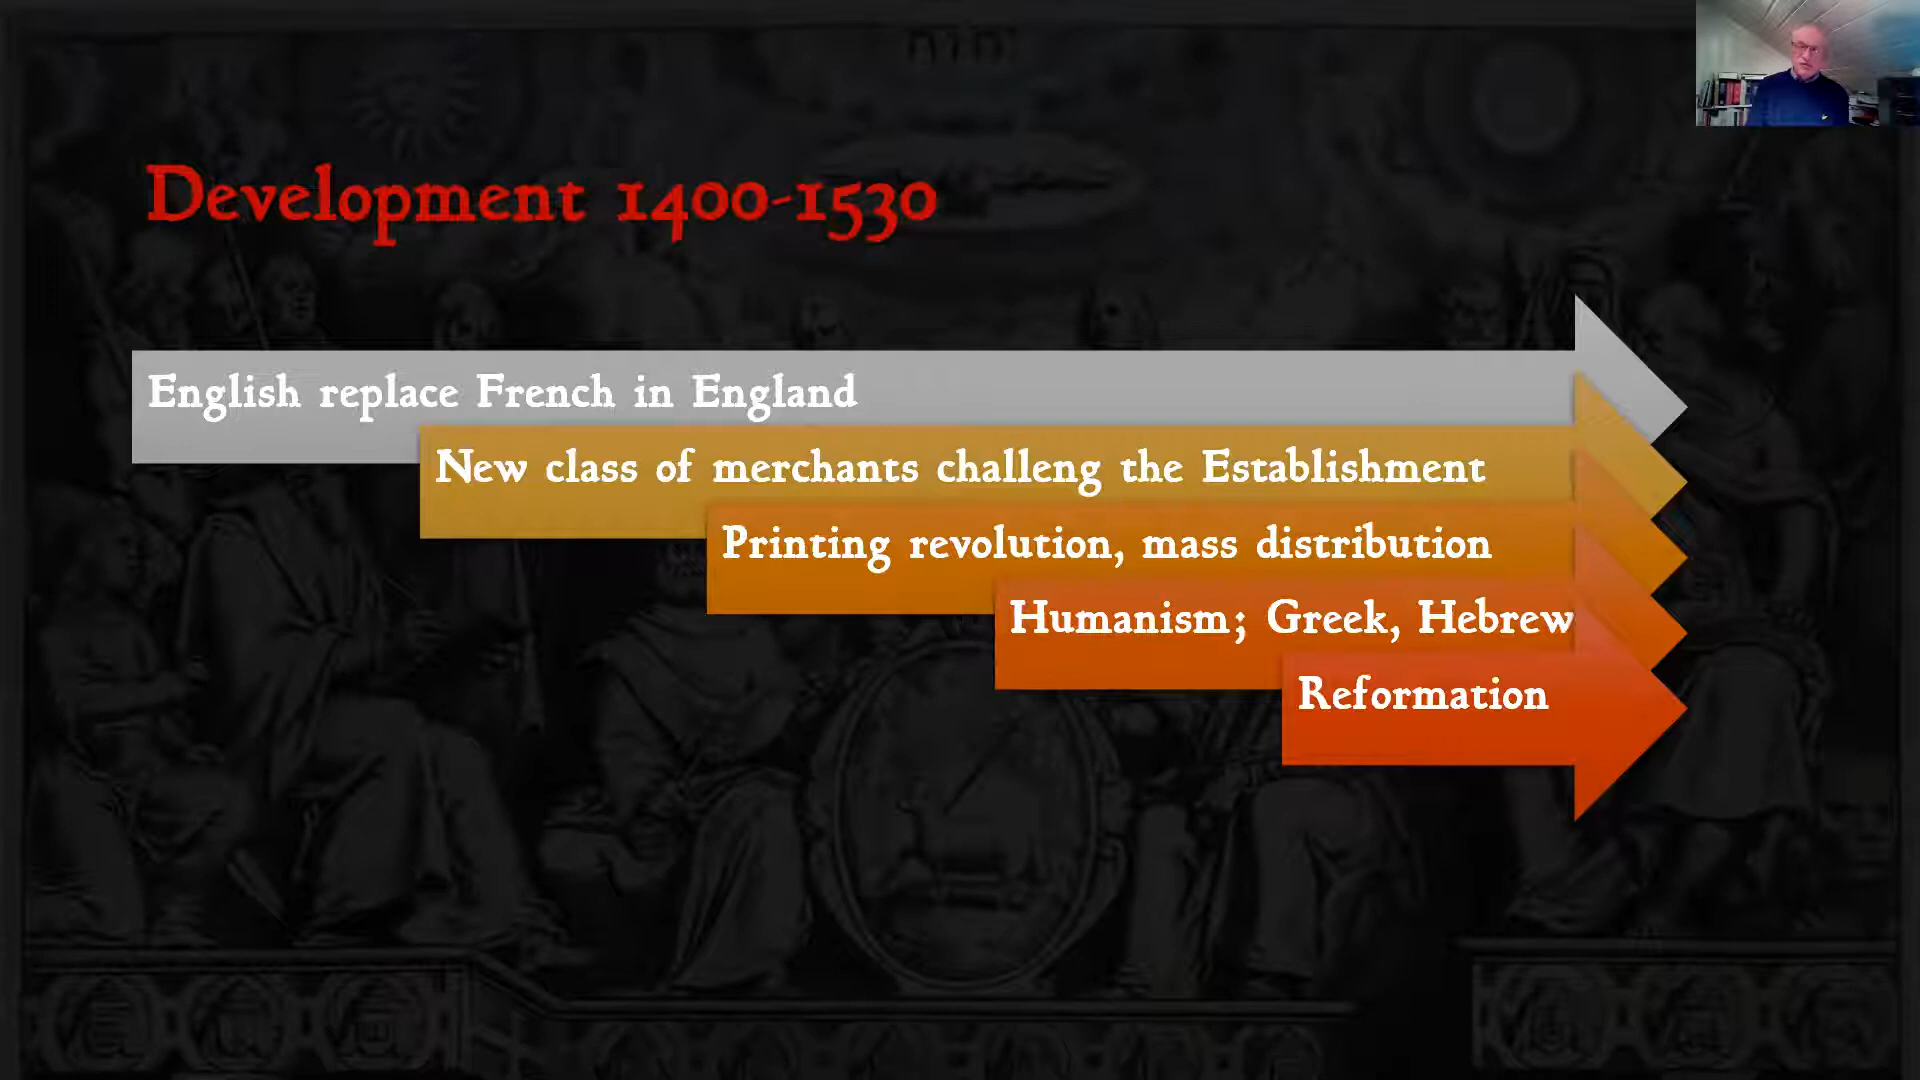 Development 1400-1530
English replace French in England
New class of merchants challeng the Establishment
Printing revolution, mass distribution
Humanism; Greek, Hebrew
Reformation